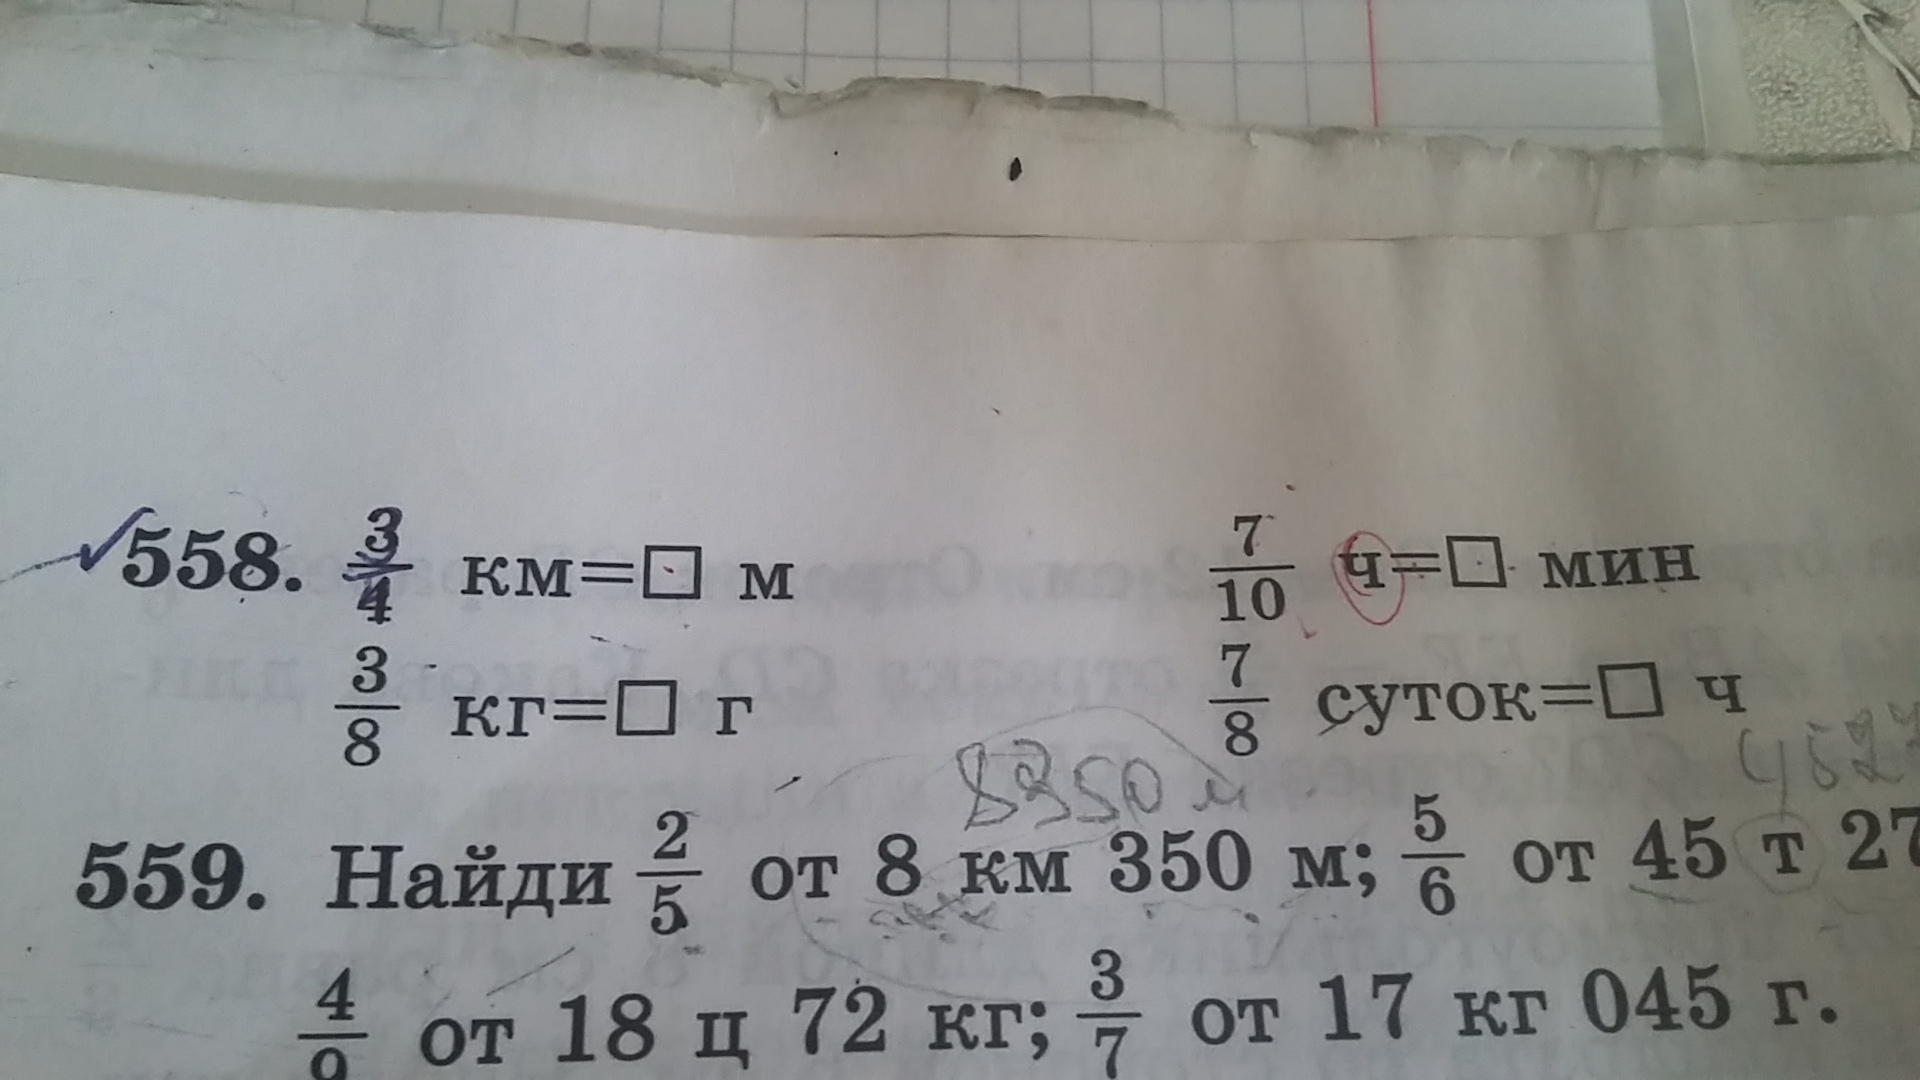 558. 3/4 км=□ м 7/10 ч=□ мин
3/8 кг=□ г 7/8 суток=□ ч
8350 м 4527
559. Найди 2/5 от 8 км 350 м; 5/6 от 45 т 27
4/9 от 18 ц 72 кг; 3/7 от 17 кг 045 г.